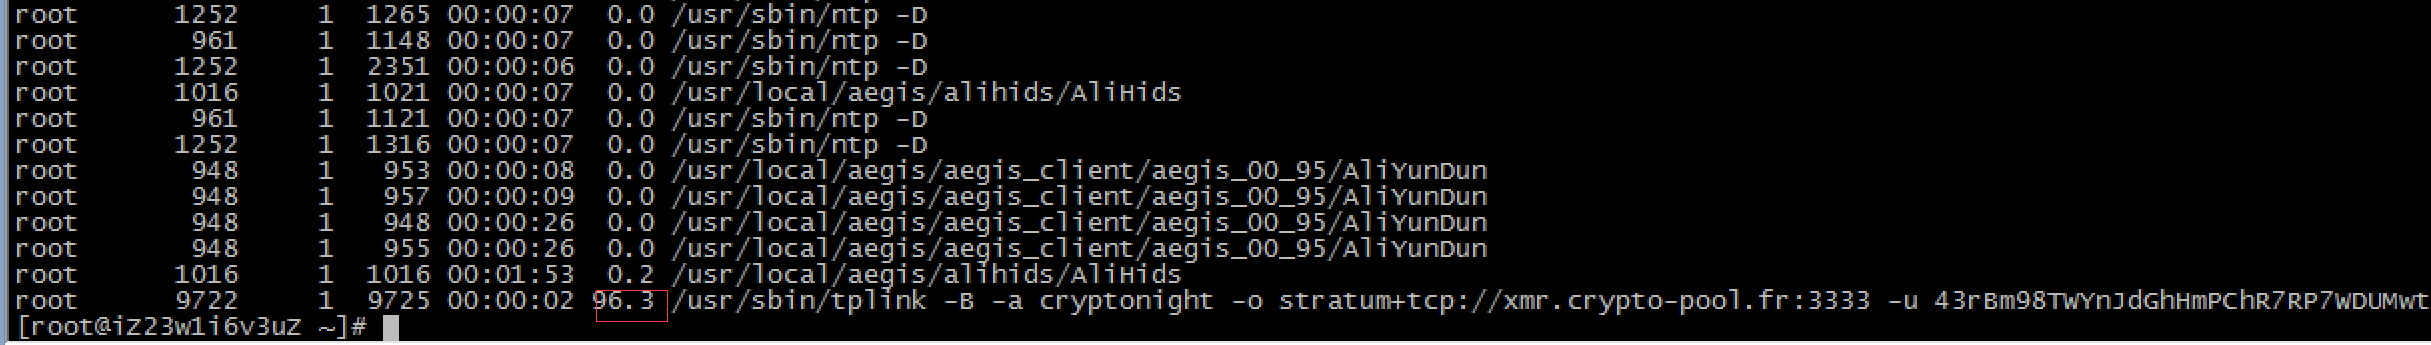 root 1252 1 1265 00:00:07 0.0 /usr/sbin/ntp -D
root 961 1 1148 00:00:07 0.0 /usr/sbin/ntp -D
root 1252 1 2351 00:00:06 0.0 /usr/sbin/ntp -D
root 1016 1 1021 00:00:07 0.0 /usr/local/aegis/alihids/AliHids
root 961 1 1121 00:00:07 0.0 /usr/sbin/ntp -D
root 1252 1 1316 00:00:07 0.0 /usr/sbin/ntp -D
root 948 1 953 00:00:08 0.0 /usr/local/aegis/aegis_client/aegis_00_95/AliYunDun
root 948 1 957 00:00:09 0.0 /usr/local/aegis/aegis_client/aegis_00_95/AliYunDun
root 948 1 948 00:00:26 0.0 /usr/local/aegis/aegis_client/aegis_00_95/AliYunDun
root 948 1 955 00:00:26 0.0 /usr/local/aegis/aegis_client/aegis_00_95/AliYunDun
root 1016 1 1016 00:01:53 0.2 /usr/local/aegis/alihids/AliHids
root 9722 1 9725 00:00:02 96.3 /usr/sbin/tplink -B -a cryptonight -o stratum+tcp://xmr.crypto-pool.fr:3333 -u 43rBm98TWYnJdGhHmPChR7RP7WDUMwt
[root@iZ23w1i6v3uZ ~]#